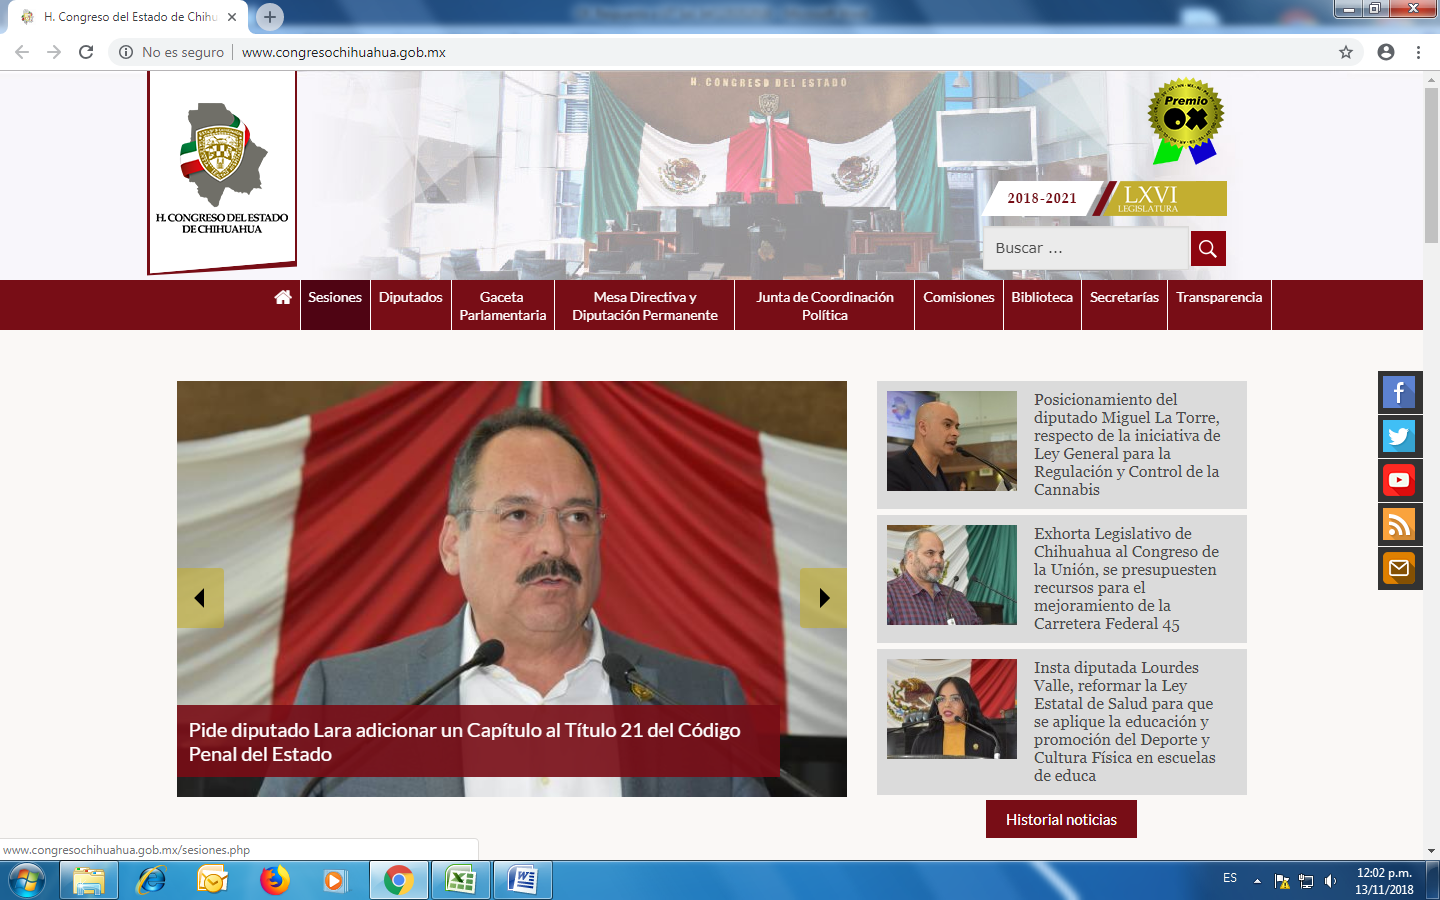 H. Congreso del Estado de Chihu
No es seguro
www.congresochihuahua.gob.mx
H. CONGRESO DEL ESTADO
Premio
OX
H. CONGRESO DEL ESTADO
DE CHIHUAHUA
2018-2021
LXVI
LEGISLATURA
Buscar ...
Sesiones
Diputados
Gaceta
Parlamentaria
Mesa Directiva y
Diputación Permanente
Junta de Coordinación
Política
Comisiones
Biblioteca
Secretarías
Transparencia
Pide diputado Lara adicionar un Capítulo al Título 21 del Código
Penal del Estado
Posicionamiento del
diputado Miguel La Torre,
respecto de la iniciativa de
Ley General para la
Regulación y Control de la
Cannabis
Exhorta Legislativo de
Chihuahua al Congreso de
la Unión, se presupuesten
recursos para el
mejoramiento de la
Carretera Federal 45
Insta diputada Lourdes
Valle, reformar la Ley
Estatal de Salud para que
se aplique la educación y
promoción del Deporte y
Cultura Física en escuelas
de educa
Historial noticias
www.congresochihuahua.gob.mx/sesiones.php
ES
12:02 p.m.
13/11/2018